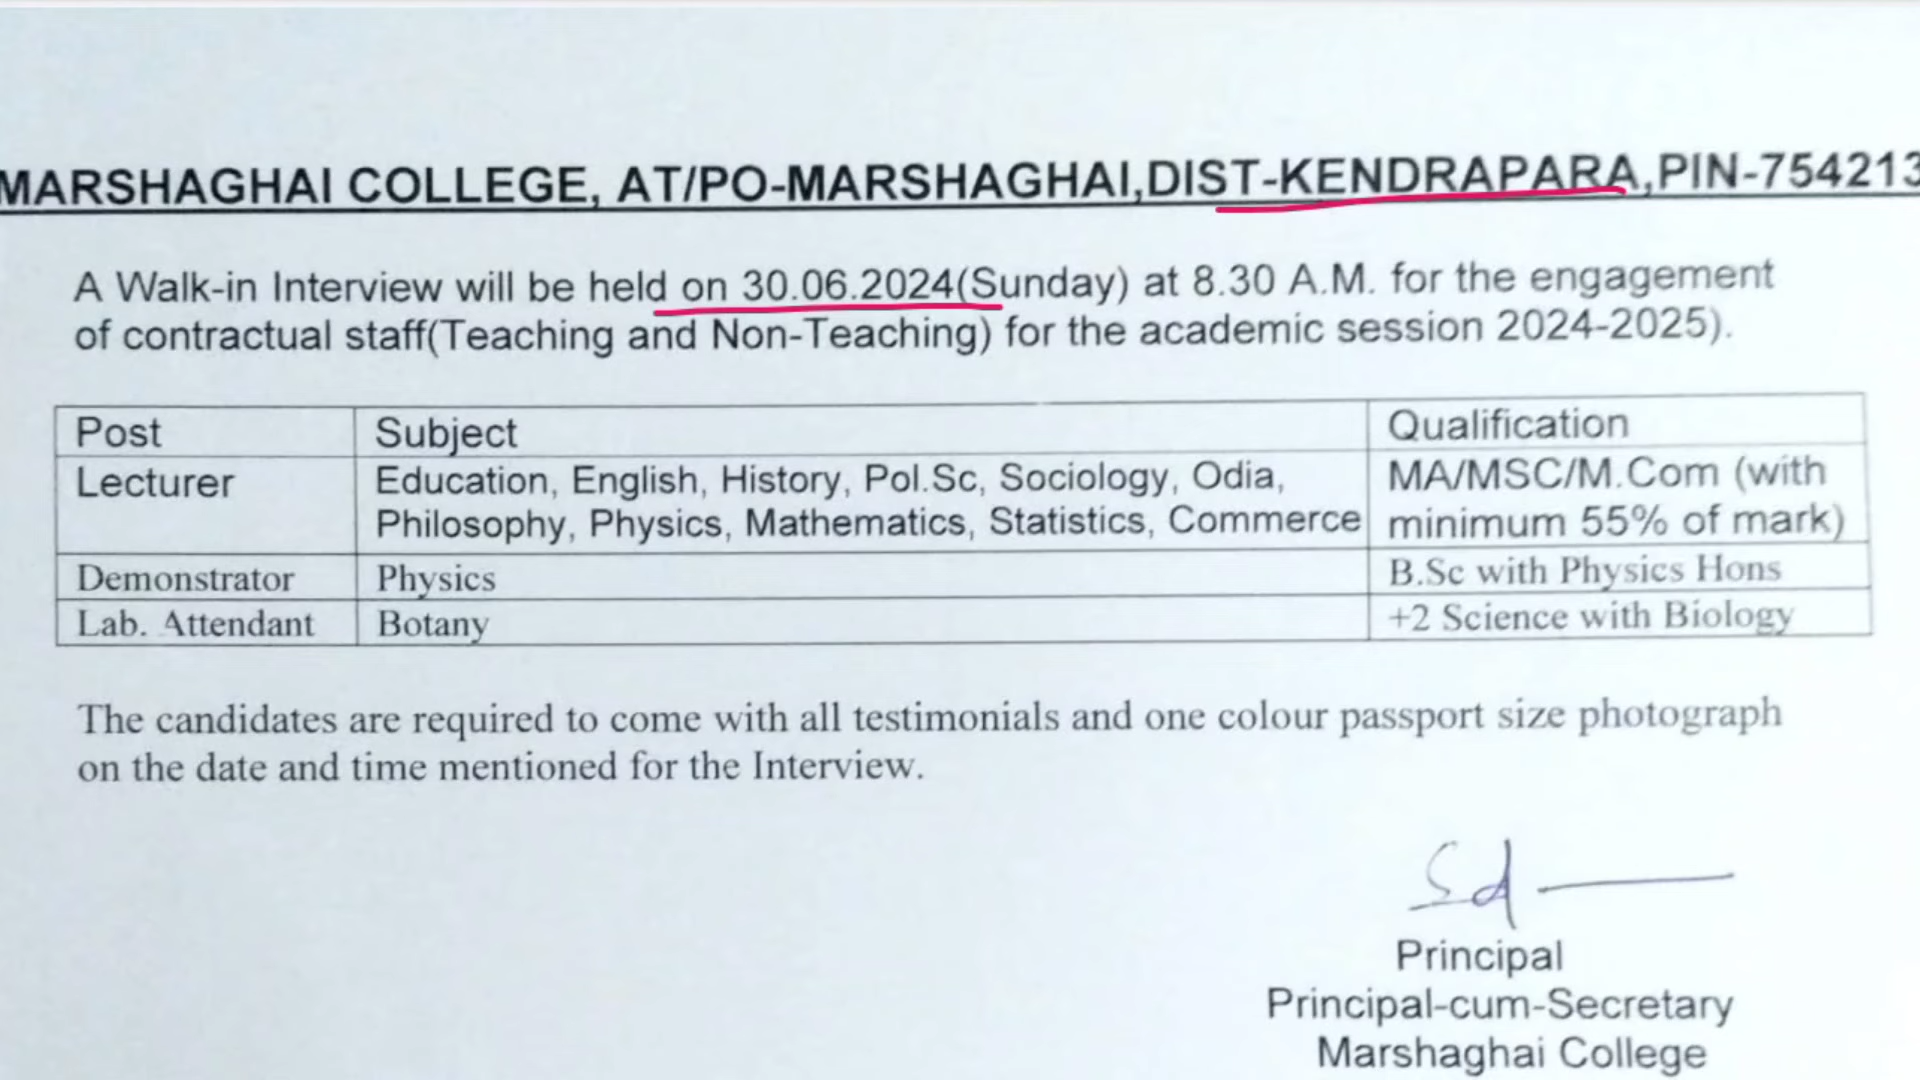 MARSHAGHAI COLLEGE, AT/PO-MARSHAGHAI,DIST-KENDRAPARA,PIN-754213
A Walk-in Interview will be held on 30.06.2024(Sunday) at 8.30 A.M. for the engagement
of contractual staff(Teaching and Non-Teaching) for the academic session 2024-2025).
Post Subject Qualification
Lecturer Education, English, History, Pol.Sc, Sociology, Odia, MA/MSC/M.Com (with
Philosophy, Physics, Mathematics, Statistics, Commerce minimum 55% of mark)
Demonstrator Physics B.Sc with Physics Hons
Lab. Attendant Botany +2 Science with Biology
The candidates are required to come with all testimonials and one colour passport size photograph
on the date and time mentioned for the Interview.
Sd
Principal
Principal-cum-Secretary
Marshaghai College